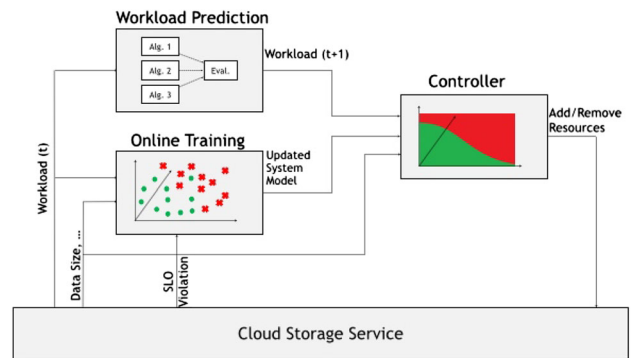 Workload Prediction
Alg. 1
Alg. 2
Alg. 3
Eval.
Workload (t+1)
Controller
Add/Remove
Resources
Online Training
Updated
System
Model
Workload (t)
Data Size, ...
SLO
Violation
Cloud Storage Service